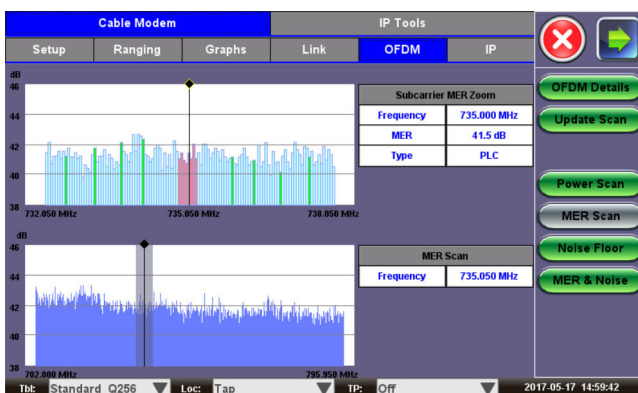 Cable Modem IP Tools
Setup Ranging Graphs Link OFDM IP
dB
46
44
42
40
38
732.050 MHz 735.050 MHz 738.050 MHz
Subcarrier MER Zoom
Frequency 735.000 MHz
MER 41.5 dB
Type PLC
dB
46
44
42
40
38
702.000 MHz 795.950 MHz
MER Scan
Frequency 735.050 MHz
OFDM Details
Update Scan
Power Scan
MER Scan
Noise Floor
MER & Noise
Tbl: Standard Q256 Loc: Tap TP: Off 2017-05-17 14:59:42